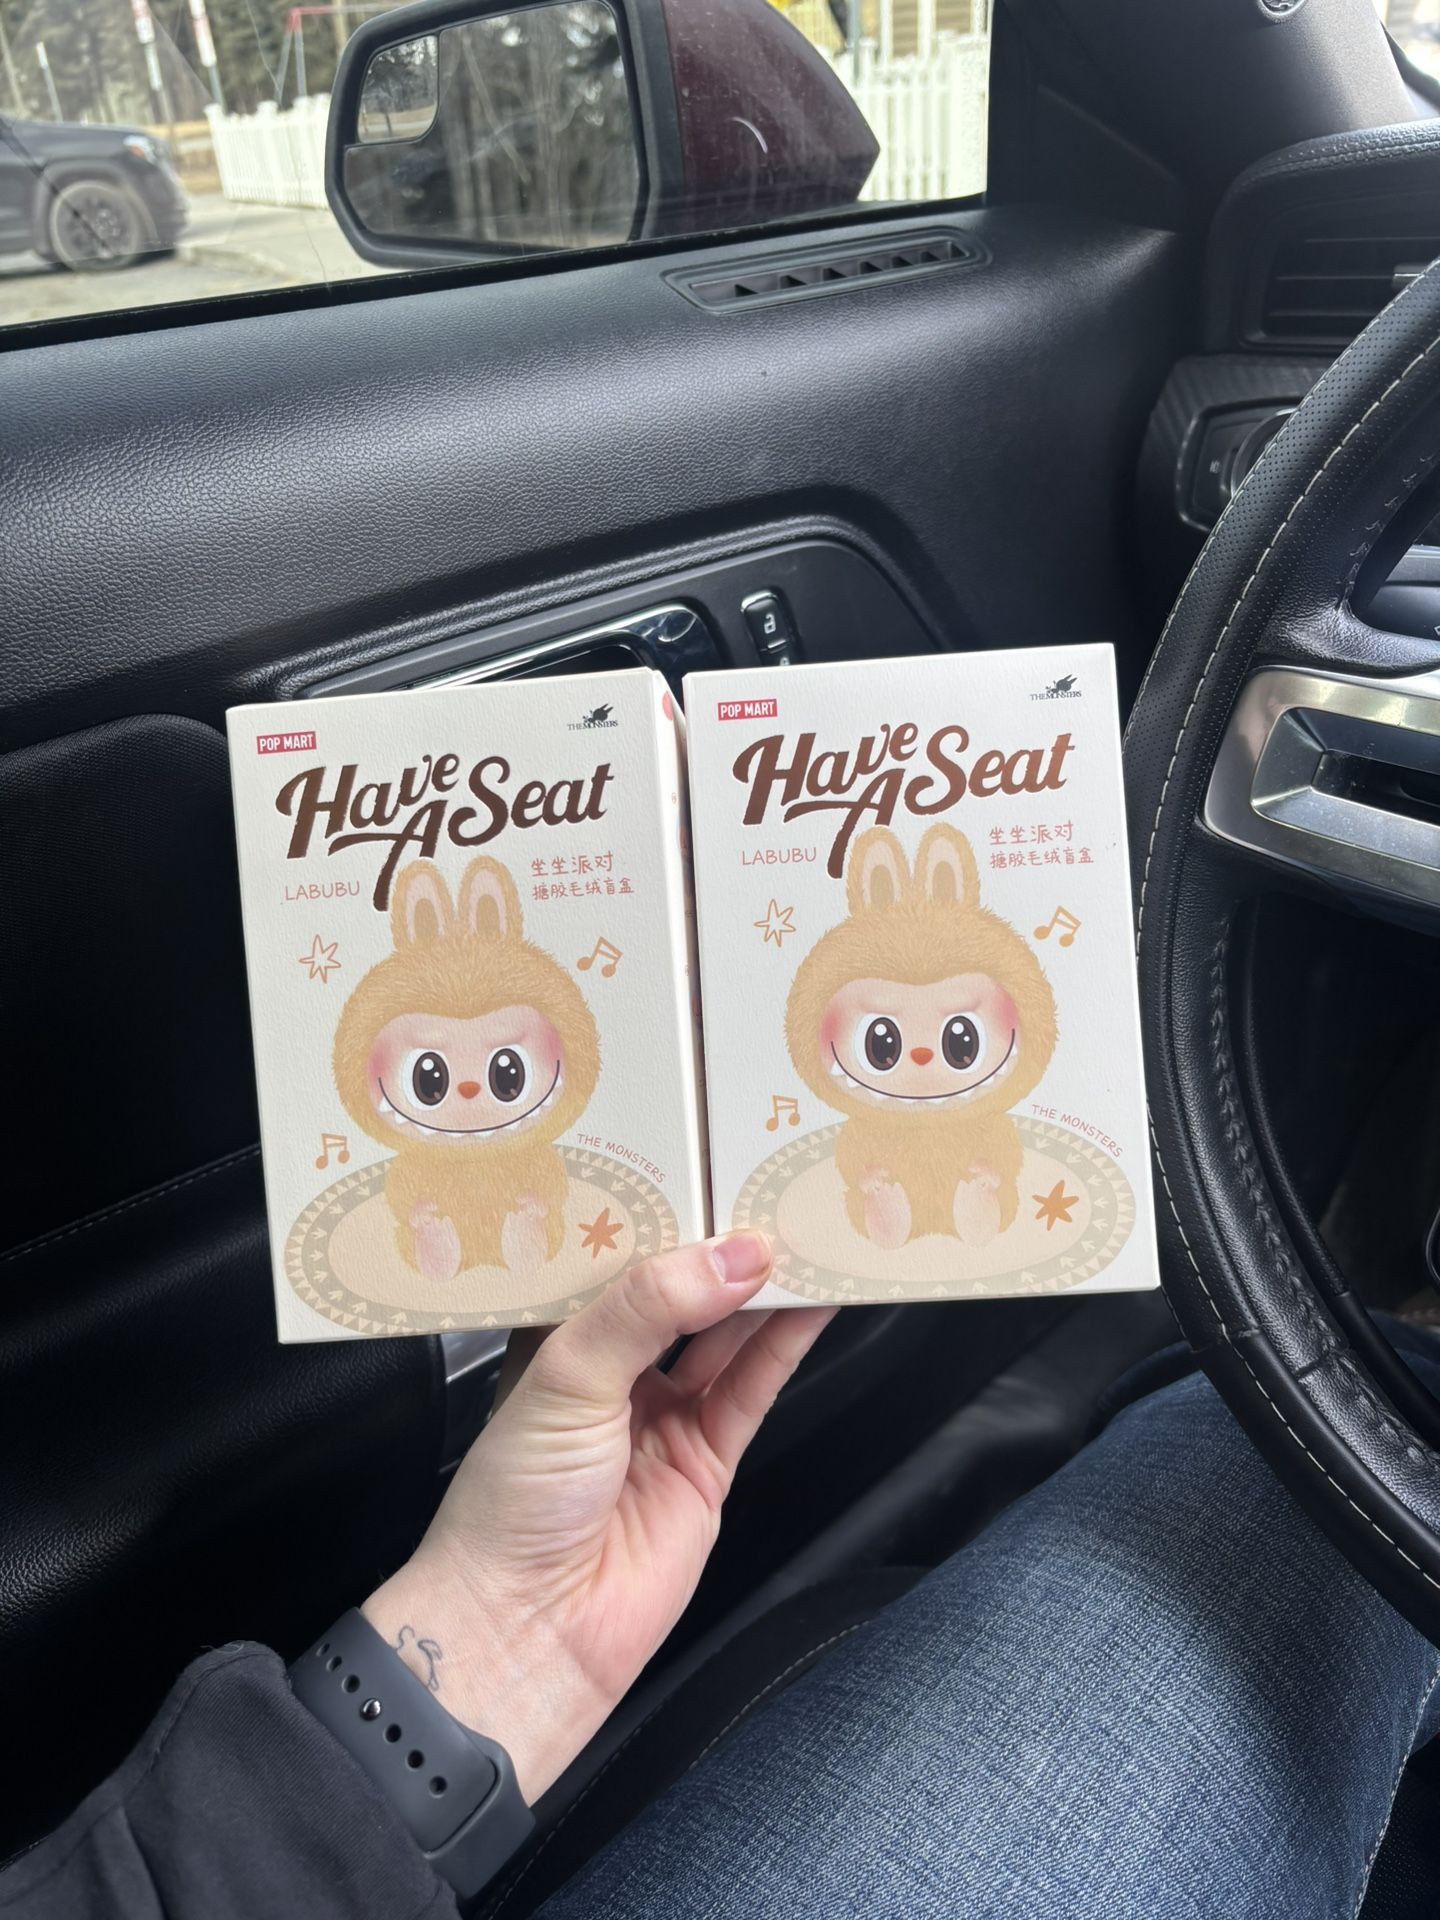 POP MART
THE MONSTERS
Have
A Seat
LABUBU
坐坐派对
搪胶毛绒盲盒
THE MONSTERS
POP MART
THE MONSTERS
Have
A Seat
LABUBU
坐坐派对
搪胶毛绒盲盒
THE MONSTERS